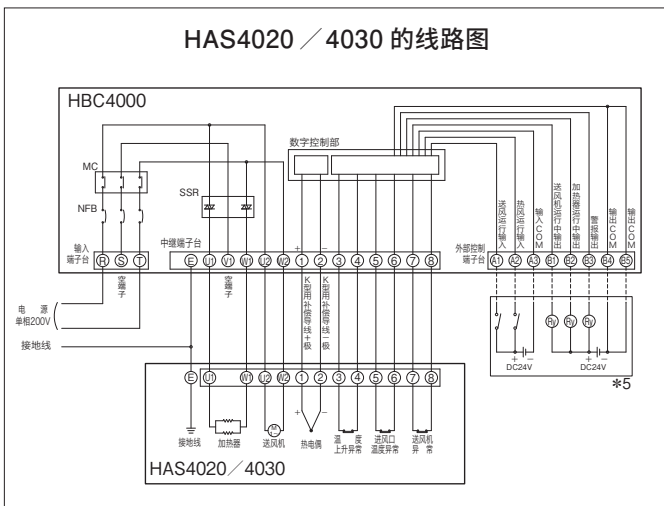 HAS4020／4030 的线路图
HBC4000
数字控制部
MC
SSR
NFB
送风运行输入
热风运行输入
输入COM
送风机运行中输出
加热器运行中输出
警报输出
输出COM
输出COM
输入
端子台
中继端子台
+
−
外部控制
端子台
R S T
E U1 V1 W1 U2 W2 1 2 3 4 5 6 7 8
A1 A2 A3 B1 B2 B3 B4 B5
空端子
空端子
K型用补偿导线+极
K型用补偿导线−极
电 源
单相200V
接地线
Ry Ry Ry
+ −
DC24V
+ −
DC24V
*5
E U1 W1 U2 W2 1 2 3 4 5 6 7 8
M
+ −
接地线
加热器
送风机
热电偶
温 度
上升异常
进风口
温度异常
送风机
异 常
HAS4020／4030